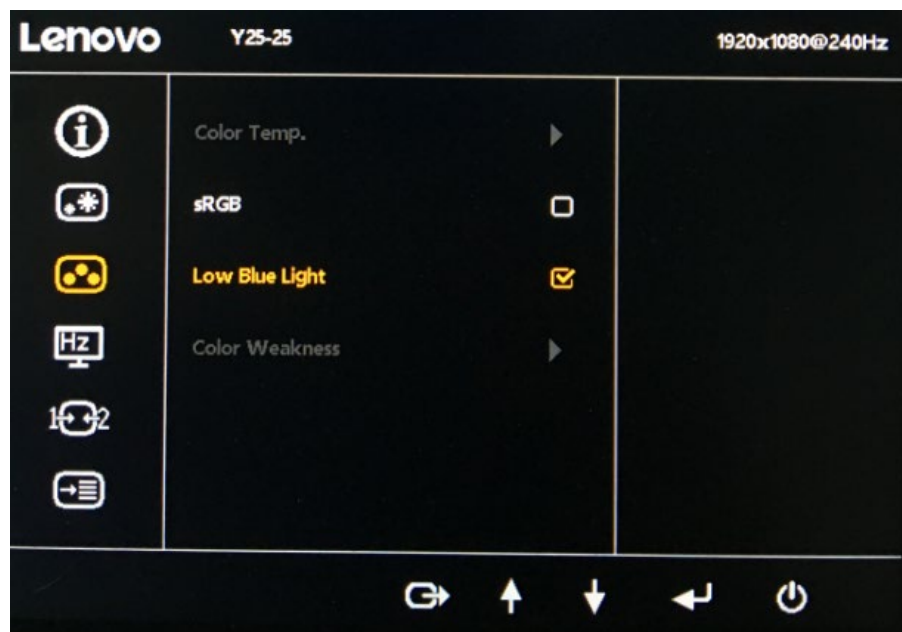 Lenovo Y25-25 1920x1080@240Hz
Color Temp.
sRGB
Low Blue Light
Hz
Color Weakness
1 2